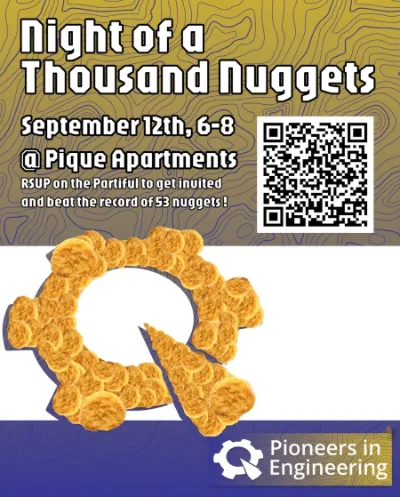 Night of a
Thousand Nuggets
September 12th, 6-8
@ Pique Apartments
RSVP on the Partiful to get invited
and beat the record of 53 nuggets!
Pioneers in
Engineering